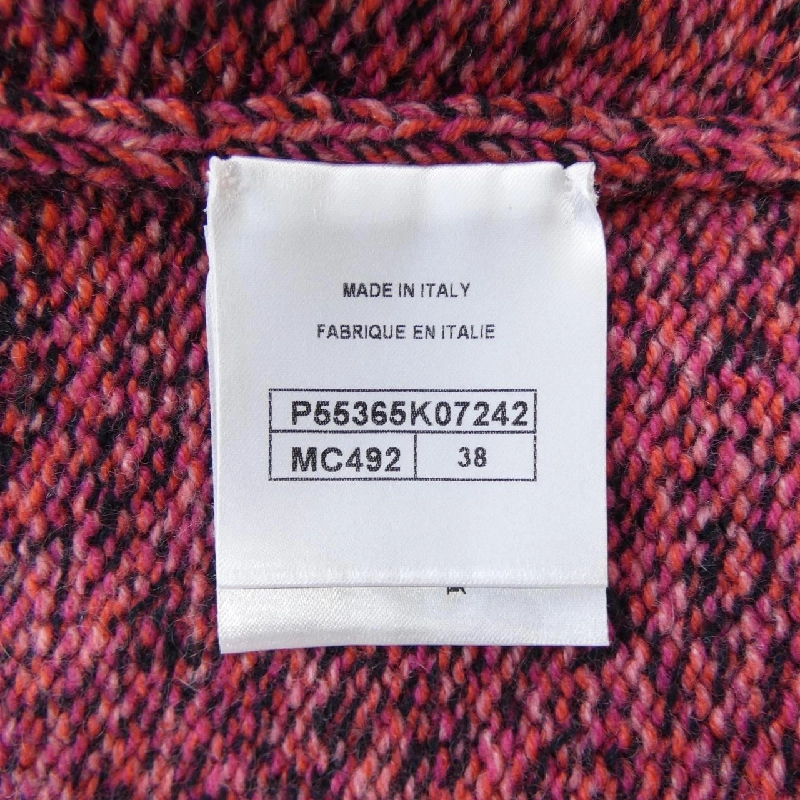 MADE IN ITALY
FABRIQUE EN ITALIE
P55365K07242
MC492 38